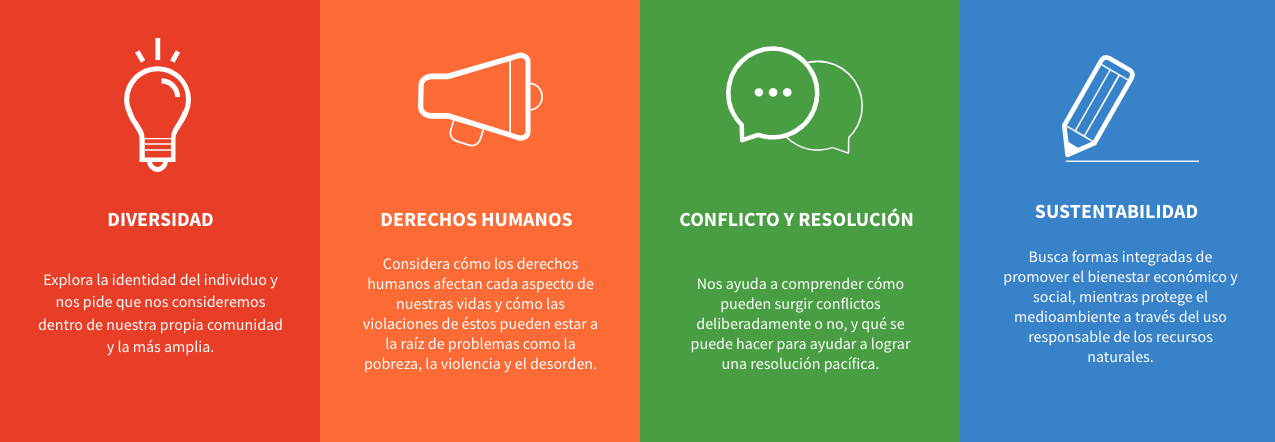 DIVERSIDAD
Explora la identidad del individuo y
nos pide que nos consideremos
dentro de nuestra propia comunidad
y la más amplia.
DERECHOS HUMANOS
Considera cómo los derechos
humanos afectan cada aspecto de
nuestras vidas y cómo las
violaciones de éstos pueden estar a
la raíz de problemas como la
pobreza, la violencia y el desorden.
CONFLICTO Y RESOLUCIÓN
Nos ayuda a comprender cómo
pueden surgir conflictos
deliberadamente o no, y qué se
puede hacer para ayudar a lograr
una resolución pacífica.
SUSTENTABILIDAD
Busca formas integradas de
promover el bienestar económico y
social, mientras protege el
medioambiente a través del uso
responsable de los recursos
naturales.